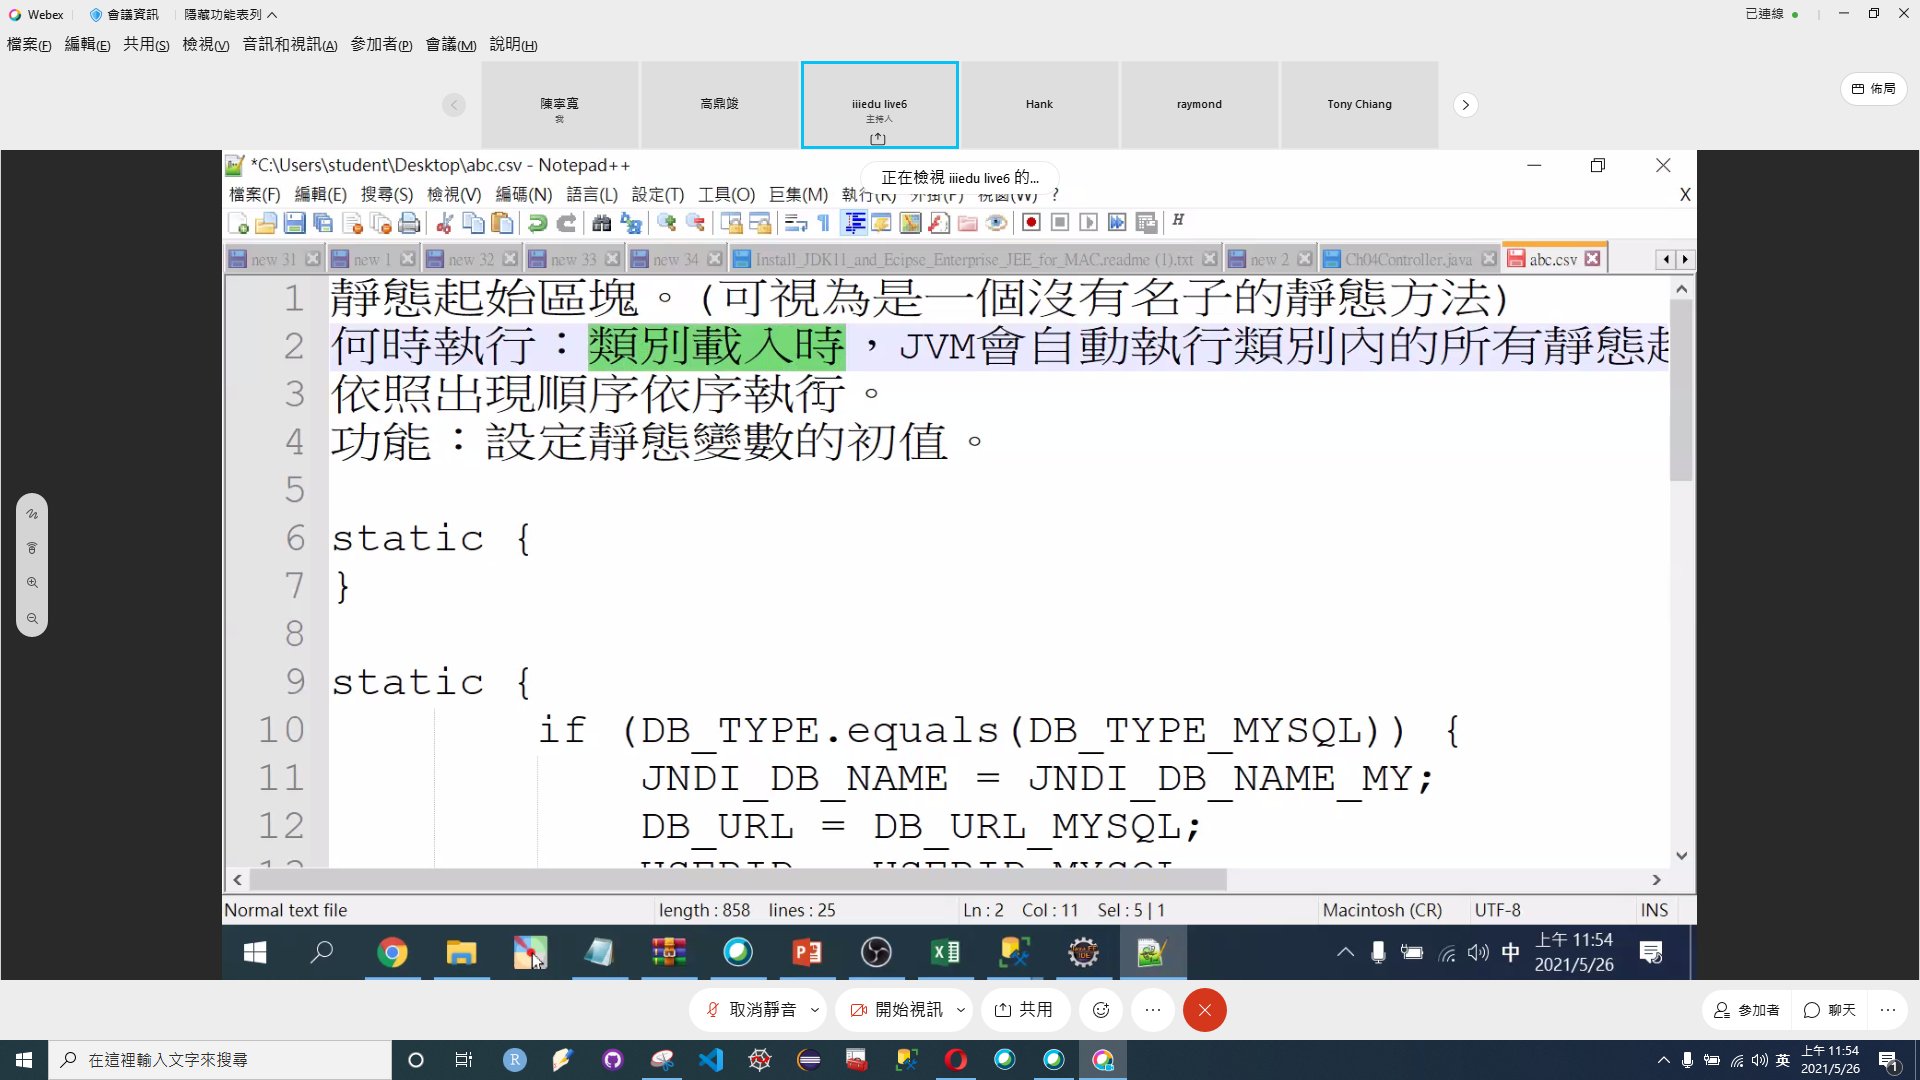 Webex 會議資訊 隱藏功能表列 已連線
檔案(F) 編輯(E) 共用(S) 檢視(V) 音訊和視訊(A) 參加者(P) 會議(M) 說明(H)
陳寧寬 高鼎竣 iiiedu live6 Hank raymond Tony Chiang
我 主持人
佈局
*C:\Users\student\Desktop\abc.csv - Notepad++
正在檢視 iiiedu live6 的...
檔案(F) 編輯(E) 搜尋(S) 檢視(V) 編碼(N) 語言(L) 設定(T) 工具(O) 巨集(M) 執行(R) 外掛(P) 視窗(W) ? X
new 31 new 1 new 32 new 33 new 34 Install_JDK11_and_Ecipse_Enterprise_JEE_for_MAC.readme (1).txt new 2 Ch04Controller.java abc.csv
1 靜態起始區塊。(可視為是一個沒有名子的靜態方法)
2 何時執行：類別載入時，JVM會自動執行類別內的所有靜態起
3 依照出現順序依序執行。
4 功能：設定靜態變數的初值。
5
6 static {
7 }
8
9 static {
10 if (DB_TYPE.equals(DB_TYPE_MYSQL)) {
11 JNDI_DB_NAME = JNDI_DB_NAME_MY;
12 DB_URL = DB_URL_MYSQL;
13 USERID = USERID_MYSQL
Normal text file length : 858 lines : 25 Ln : 2 Col : 11 Sel : 5 | 1 Macintosh (CR) UTF-8 INS
中 上午 11:54
2021/5/26
取消靜音 開始視訊 共用 參加者 聊天
在這裡輸入文字來搜尋 英 上午 11:54
2021/5/26